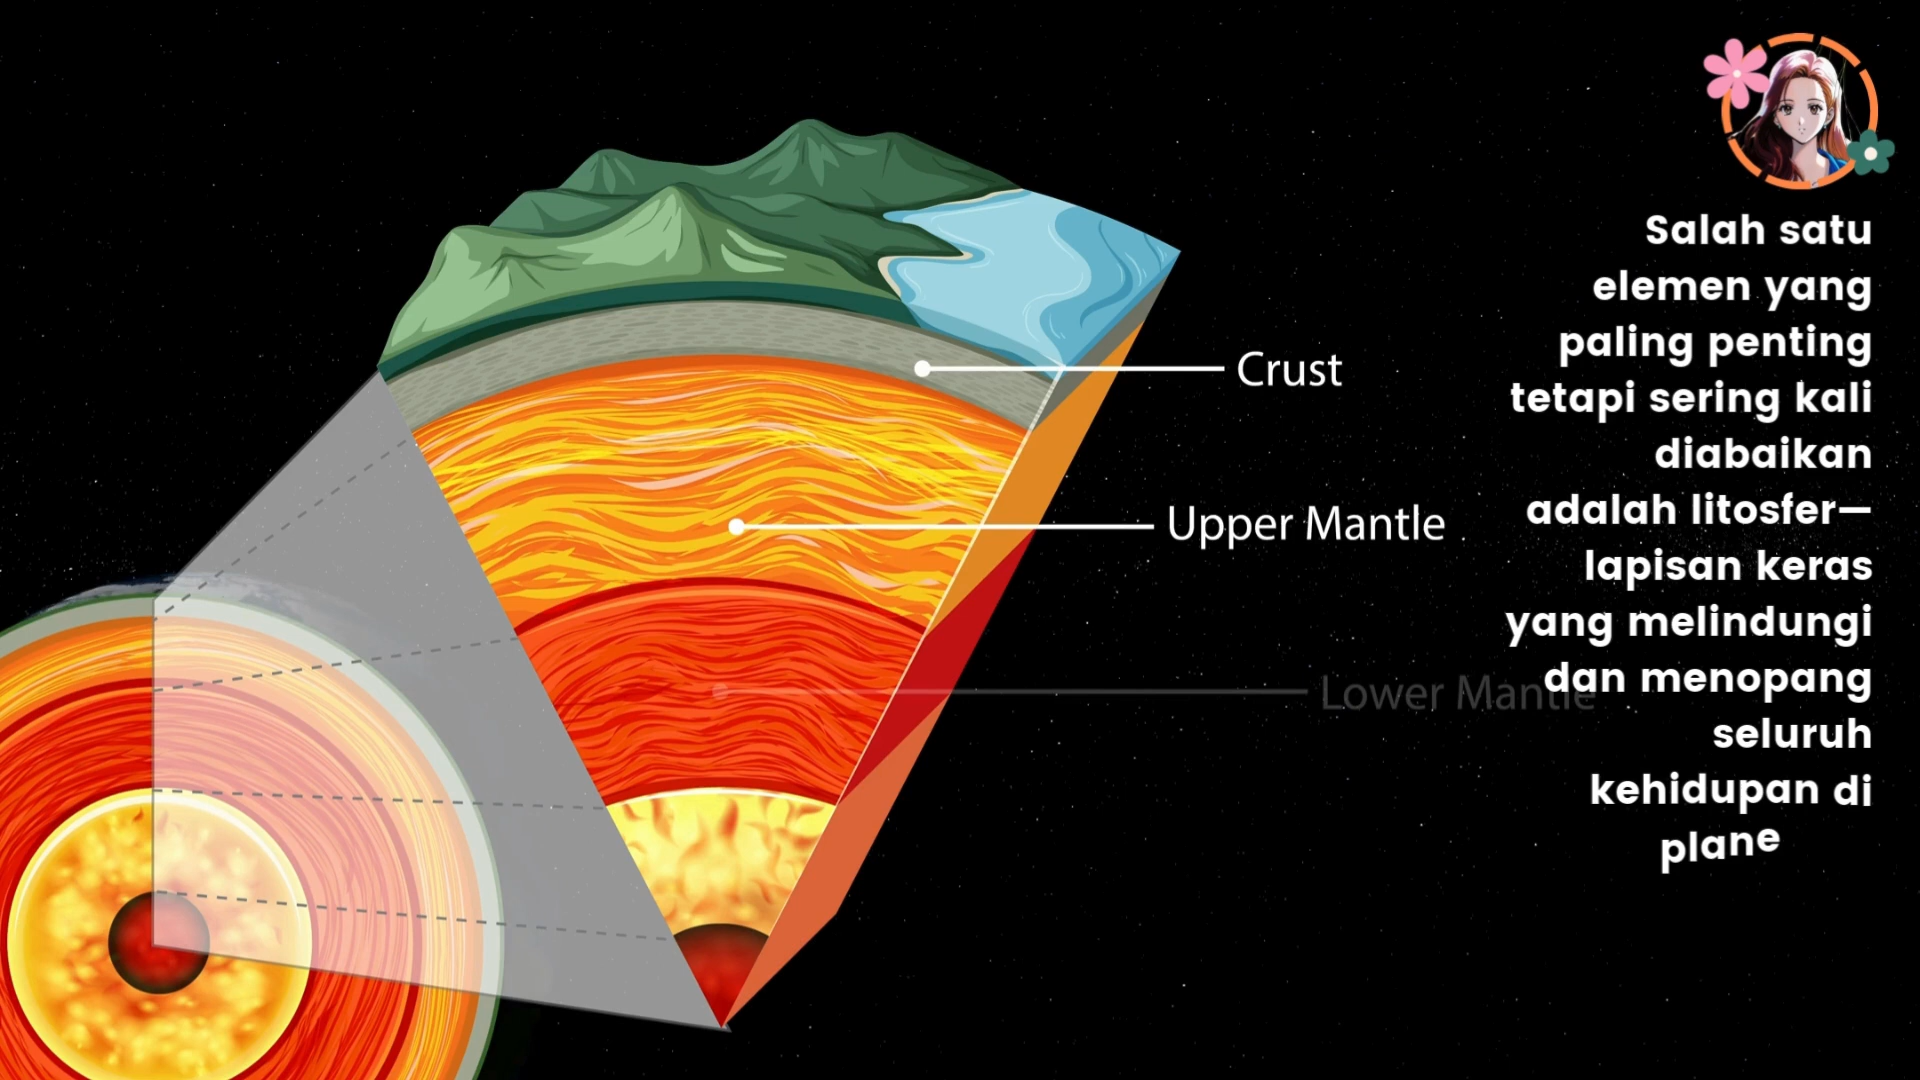 Salah satu
elemen yang
paling penting
tetapi sering kali
diabaikan
adalah litosfer—
lapisan keras
yang melindungi
dan menopang
seluruh
kehidupan di
plane
Crust
Upper Mantle
Lower Mantle